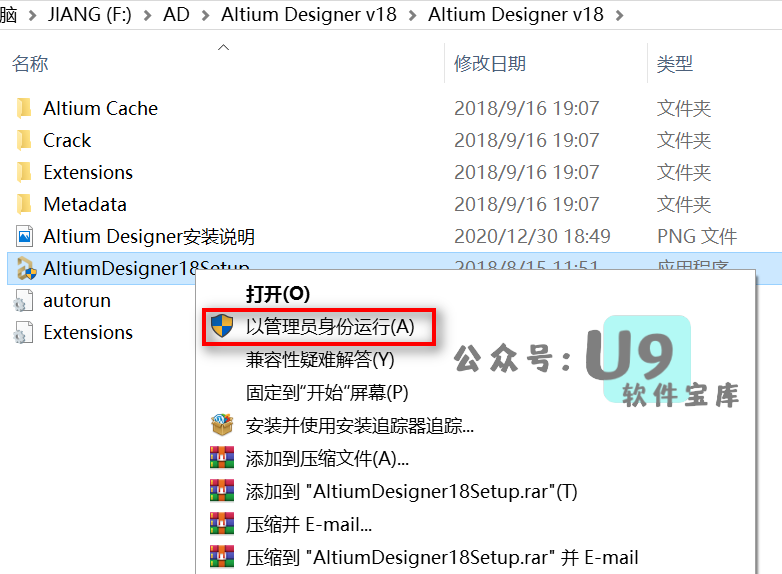 脑 > JIANG (F:) > AD > Altium Designer v18 > Altium Designer v18 >
名称 修改日期 类型
Altium Cache 2018/9/16 19:07 文件夹
Crack 2018/9/16 19:07 文件夹
Extensions 2018/9/16 19:07 文件夹
Metadata 2018/9/16 19:07 文件夹
Altium Designer安装说明 2020/12/30 18:49 PNG 文件
AltiumDesigner18Setup 2018/8/15 11:51 应用程序
autorun
Extensions
打开(O)
以管理员身份运行(A)
兼容性疑难解答(Y)
固定到"开始"屏幕(P)
安装并使用安装追踪器追踪...
添加到压缩文件(A)...
添加到 "AltiumDesigner18Setup.rar"(T)
压缩并 E-mail...
压缩到 "AltiumDesigner18Setup.rar" 并 E-mail
公众号：U9
软件宝库